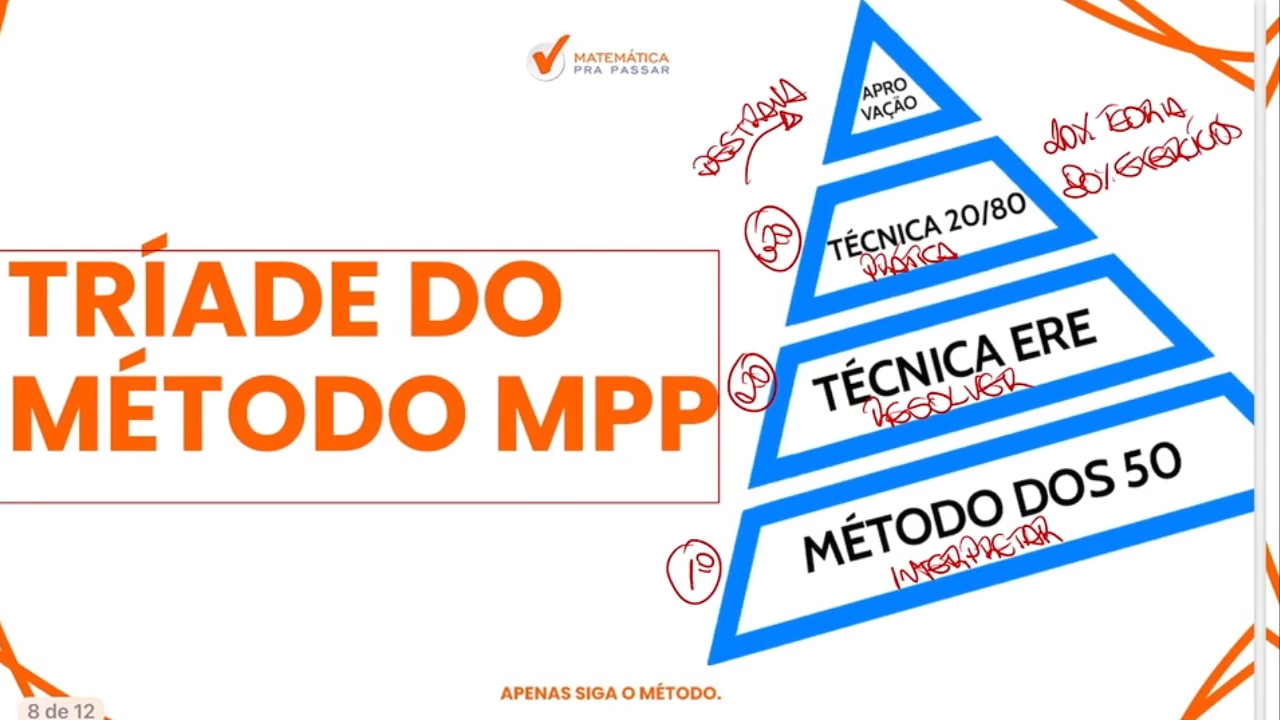 MATEMÁTICA
PRA PASSAR
DESTRAVA
APRO
VAÇÃO
20% TEORIA
80% EXERCÍCIOS
3º
TÉCNICA 20/80
PRÁTICA
TRÍADE DO
MÉTODO MPP
2º
TÉCNICA ERE
RESOLVER
1º
MÉTODO DOS 50
INTERPRETAR
APENAS SIGA O MÉTODO.
8 de 12